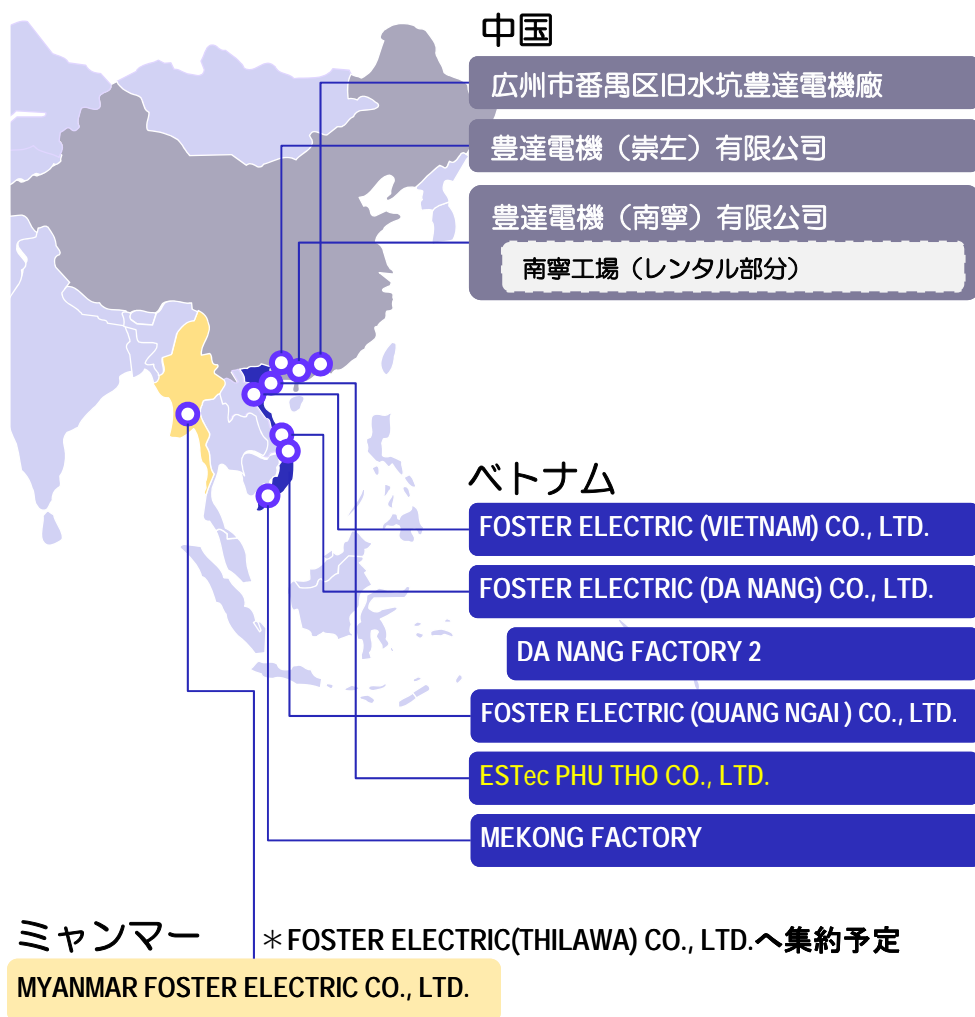 中国
広州市番禺区旧水坑豊達電機廠
豊達電機（崇左）有限公司
豊達電機（南寧）有限公司
南寧工場（レンタル部分）
ベトナム
FOSTER ELECTRIC (VIETNAM) CO., LTD.
FOSTER ELECTRIC (DA NANG) CO., LTD.
DA NANG FACTORY 2
FOSTER ELECTRIC (QUANG NGAI ) CO., LTD.
ESTec PHU THO CO., LTD.
MEKONG FACTORY
ミャンマー
＊FOSTER ELECTRIC(THILAWA) CO., LTD.へ集約予定
MYANMAR FOSTER ELECTRIC CO., LTD.